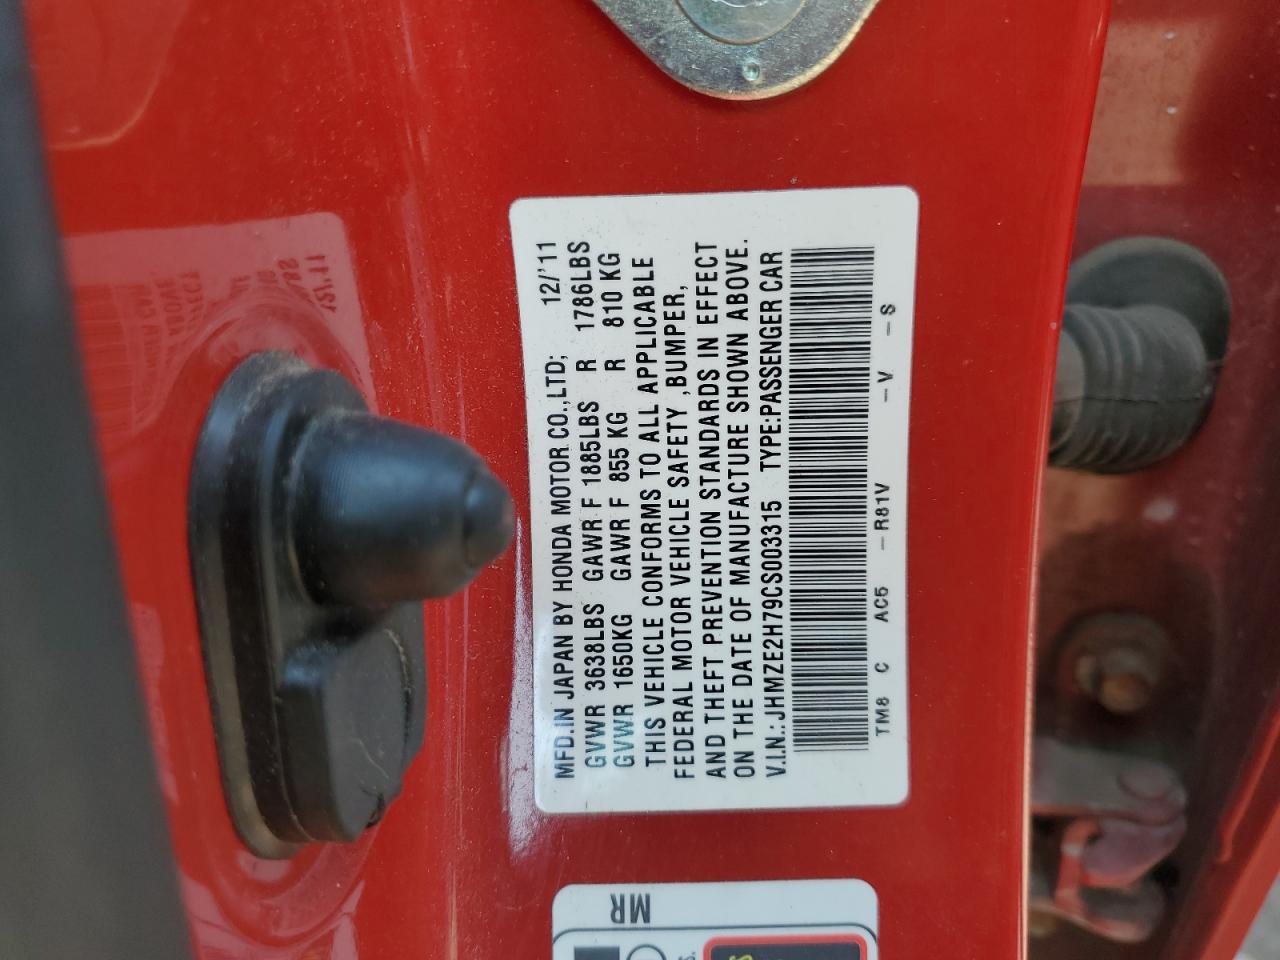 MFD.IN JAPAN BY HONDA MOTOR CO.,LTD; 12/'11
GVWR 3638LBS GAWR F 1885LBS R 1786LBS
GVWR 1650KG GAWR F 855 KG R 810 KG
THIS VEHICLE CONFORMS TO ALL APPLICABLE
FEDERAL MOTOR VEHICLE SAFETY ,BUMPER,
AND THEFT PREVENTION STANDARDS IN EFFECT
ON THE DATE OF MANUFACTURE SHOWN ABOVE.
V.I.N.:JHMZE2H79CS003315 TYPE:PASSENGER CAR
TM8 C AC5 – R81V – V – S
MR